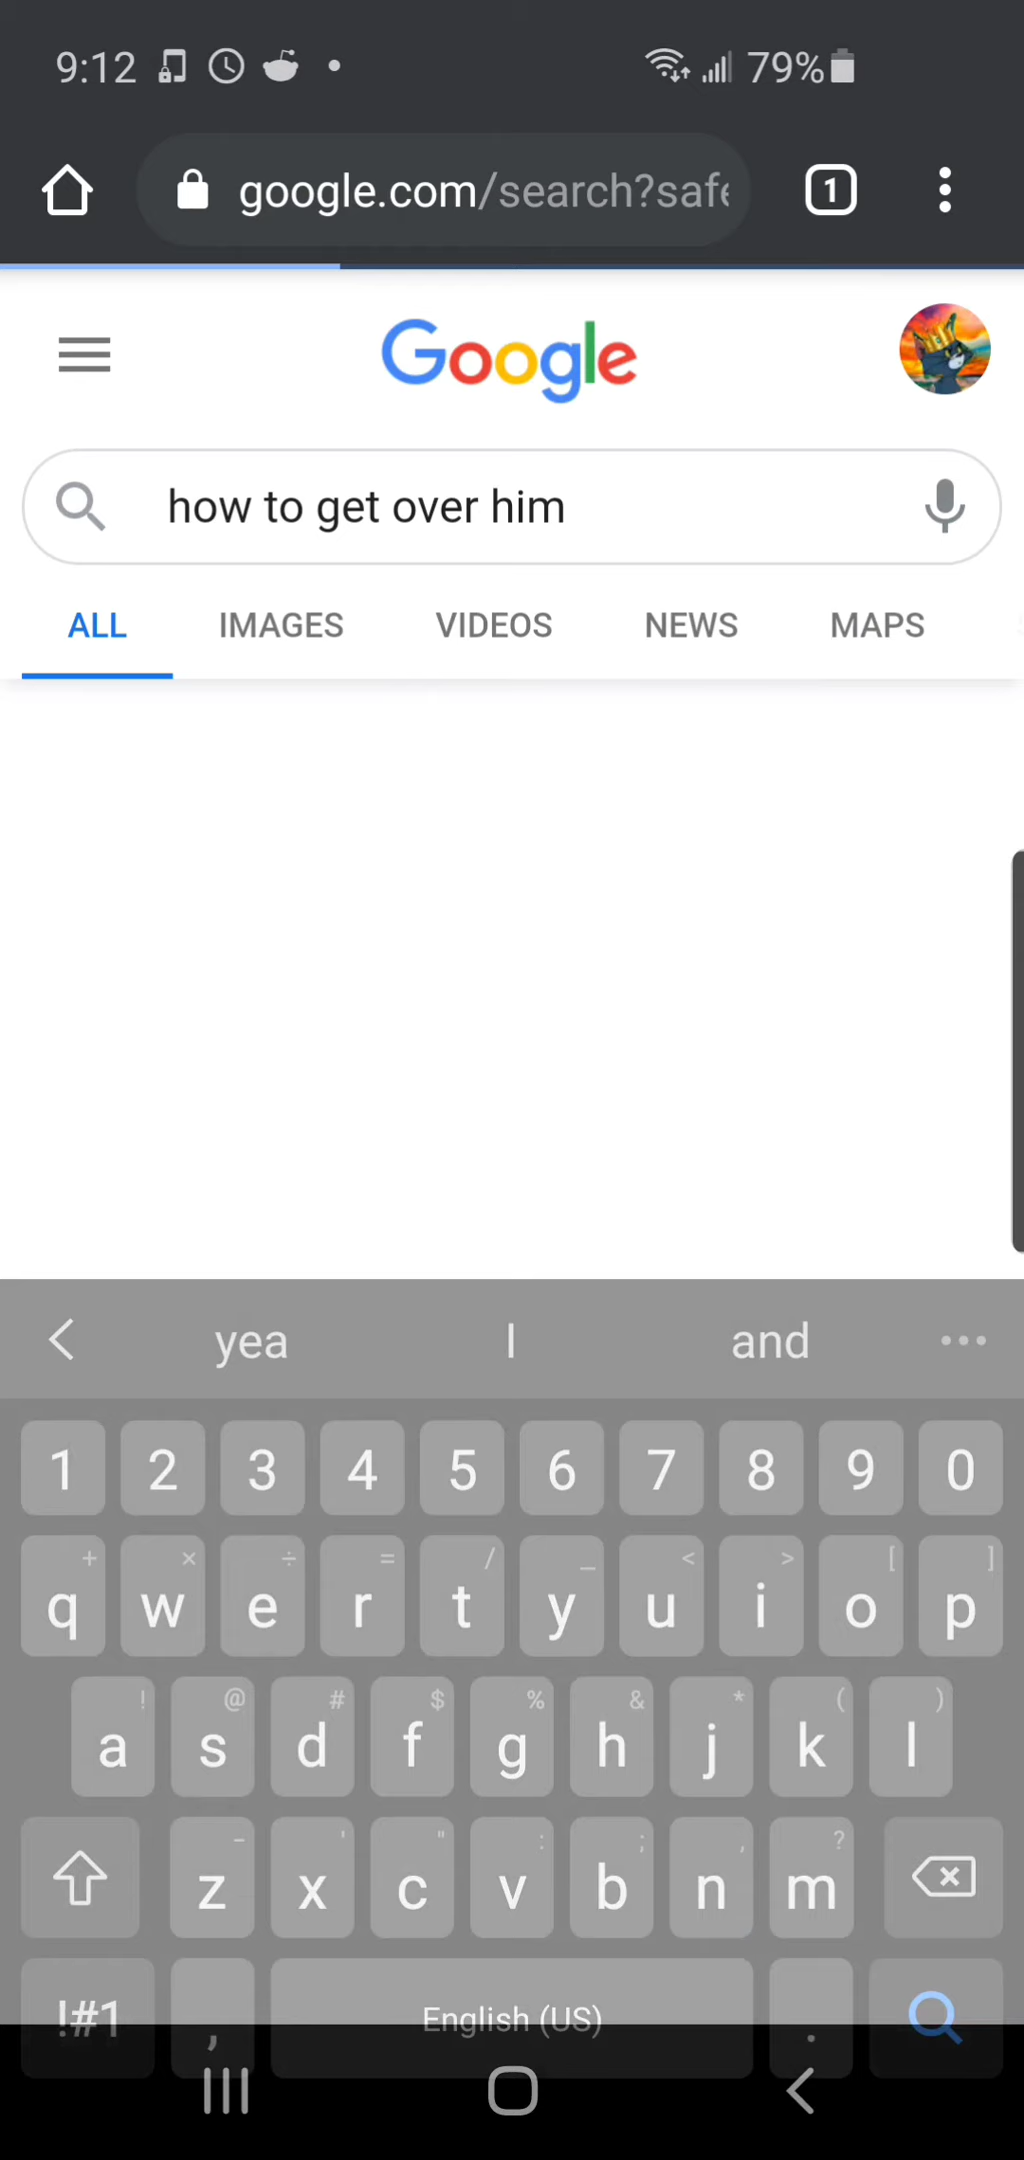 9:12 79%
google.com/search?safe
1
Google
how to get over him
ALL IMAGES VIDEOS NEWS MAPS
yea I and ...
1 2 3 4 5 6 7 8 9 0
+ × ÷ = / _ < > [ ]
q w e r t y u i o p
! @ # $ % & * ( )
a s d f g h j k l
- ' " : ; , ?
z x c v b n m
!#1 , English (US) .